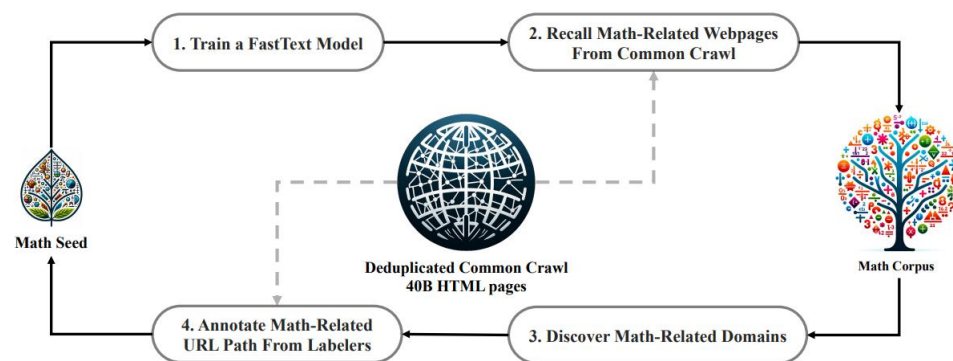 1. Train a FastText Model
2. Recall Math-Related Webpages
From Common Crawl
Math Seed
Deduplicated Common Crawl
40B HTML pages
Math Corpus
4. Annotate Math-Related
URL Path From Labelers
3. Discover Math-Related Domains